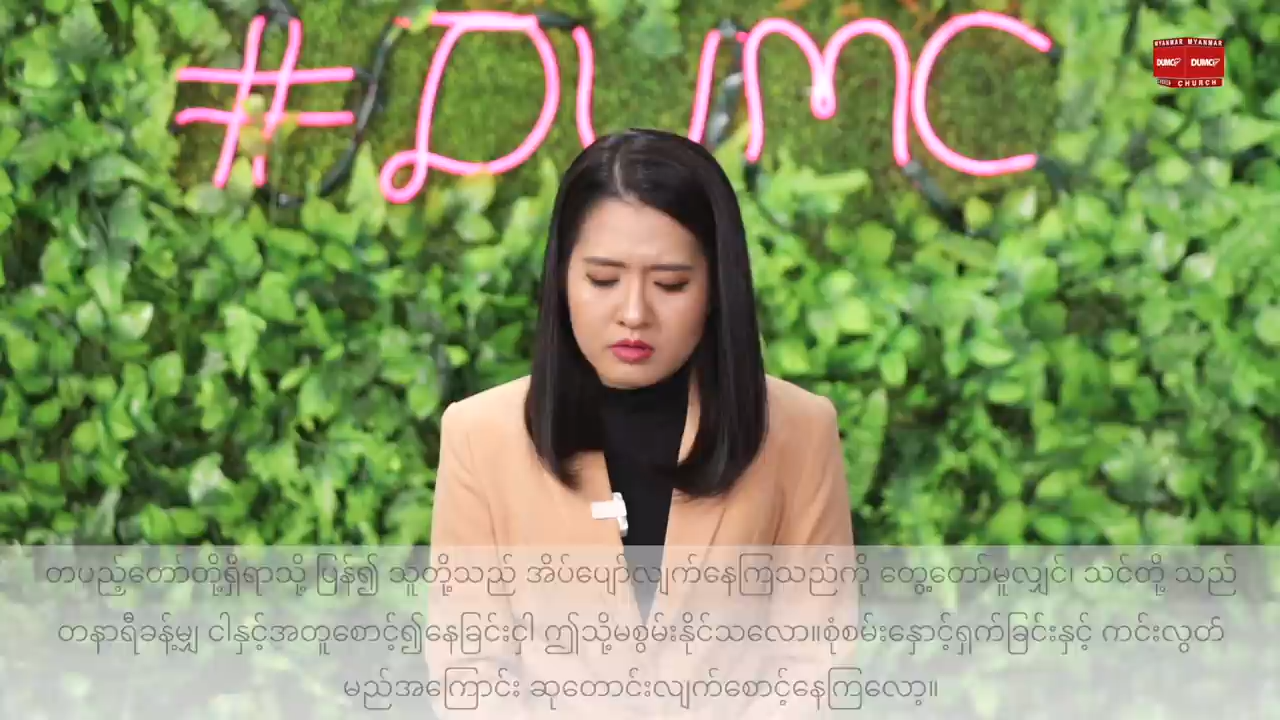 #DUMC
MYANMAR MYANMAR
DUMC DUMC
CHURCH CHURCH
တပည့်တော်တို့ရှိရာသို့ ပြန်၍ သူတို့သည် အိပ်ပျော်လျက်နေကြသည်ကို တွေ့တော်မူလျှင်၊ သင်တို့ သည်
တနာရီခန့်မျှ ငါနှင့်အတူစောင့်၍နေခြင်းငှါ ဤသို့မစွမ်းနိုင်သလော။စုံစမ်းနှောင့်ရှက်ခြင်းနှင့် ကင်းလွတ်
မည်အကြောင်း ဆုတောင်းလျက်စောင့်နေကြလော့။